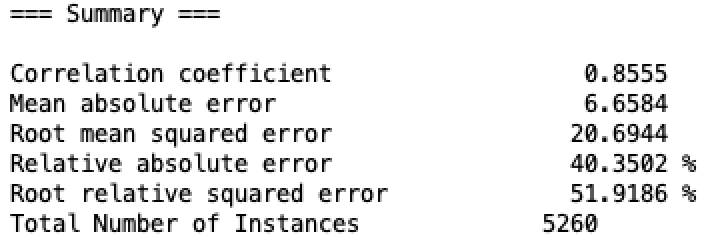 === Summary ===
Correlation coefficient 0.8555
Mean absolute error 6.6584
Root mean squared error 20.6944
Relative absolute error 40.3502 %
Root relative squared error 51.9186 %
Total Number of Instances 5260